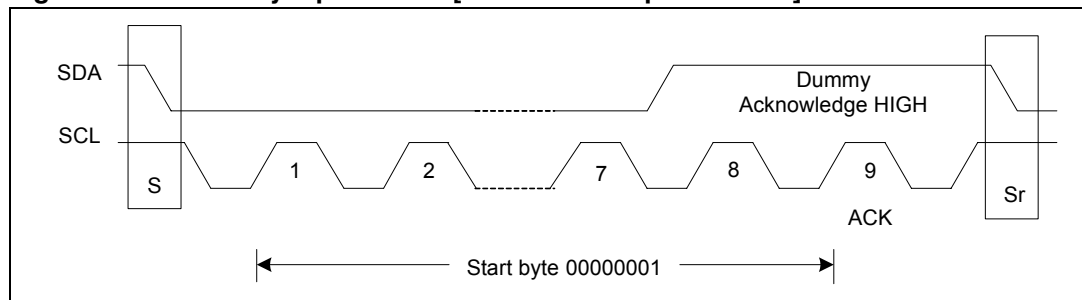 SDA
Dummy
Acknowledge HIGH
SCL
S
1
2
7
8
9
Sr
ACK
Start byte 00000001